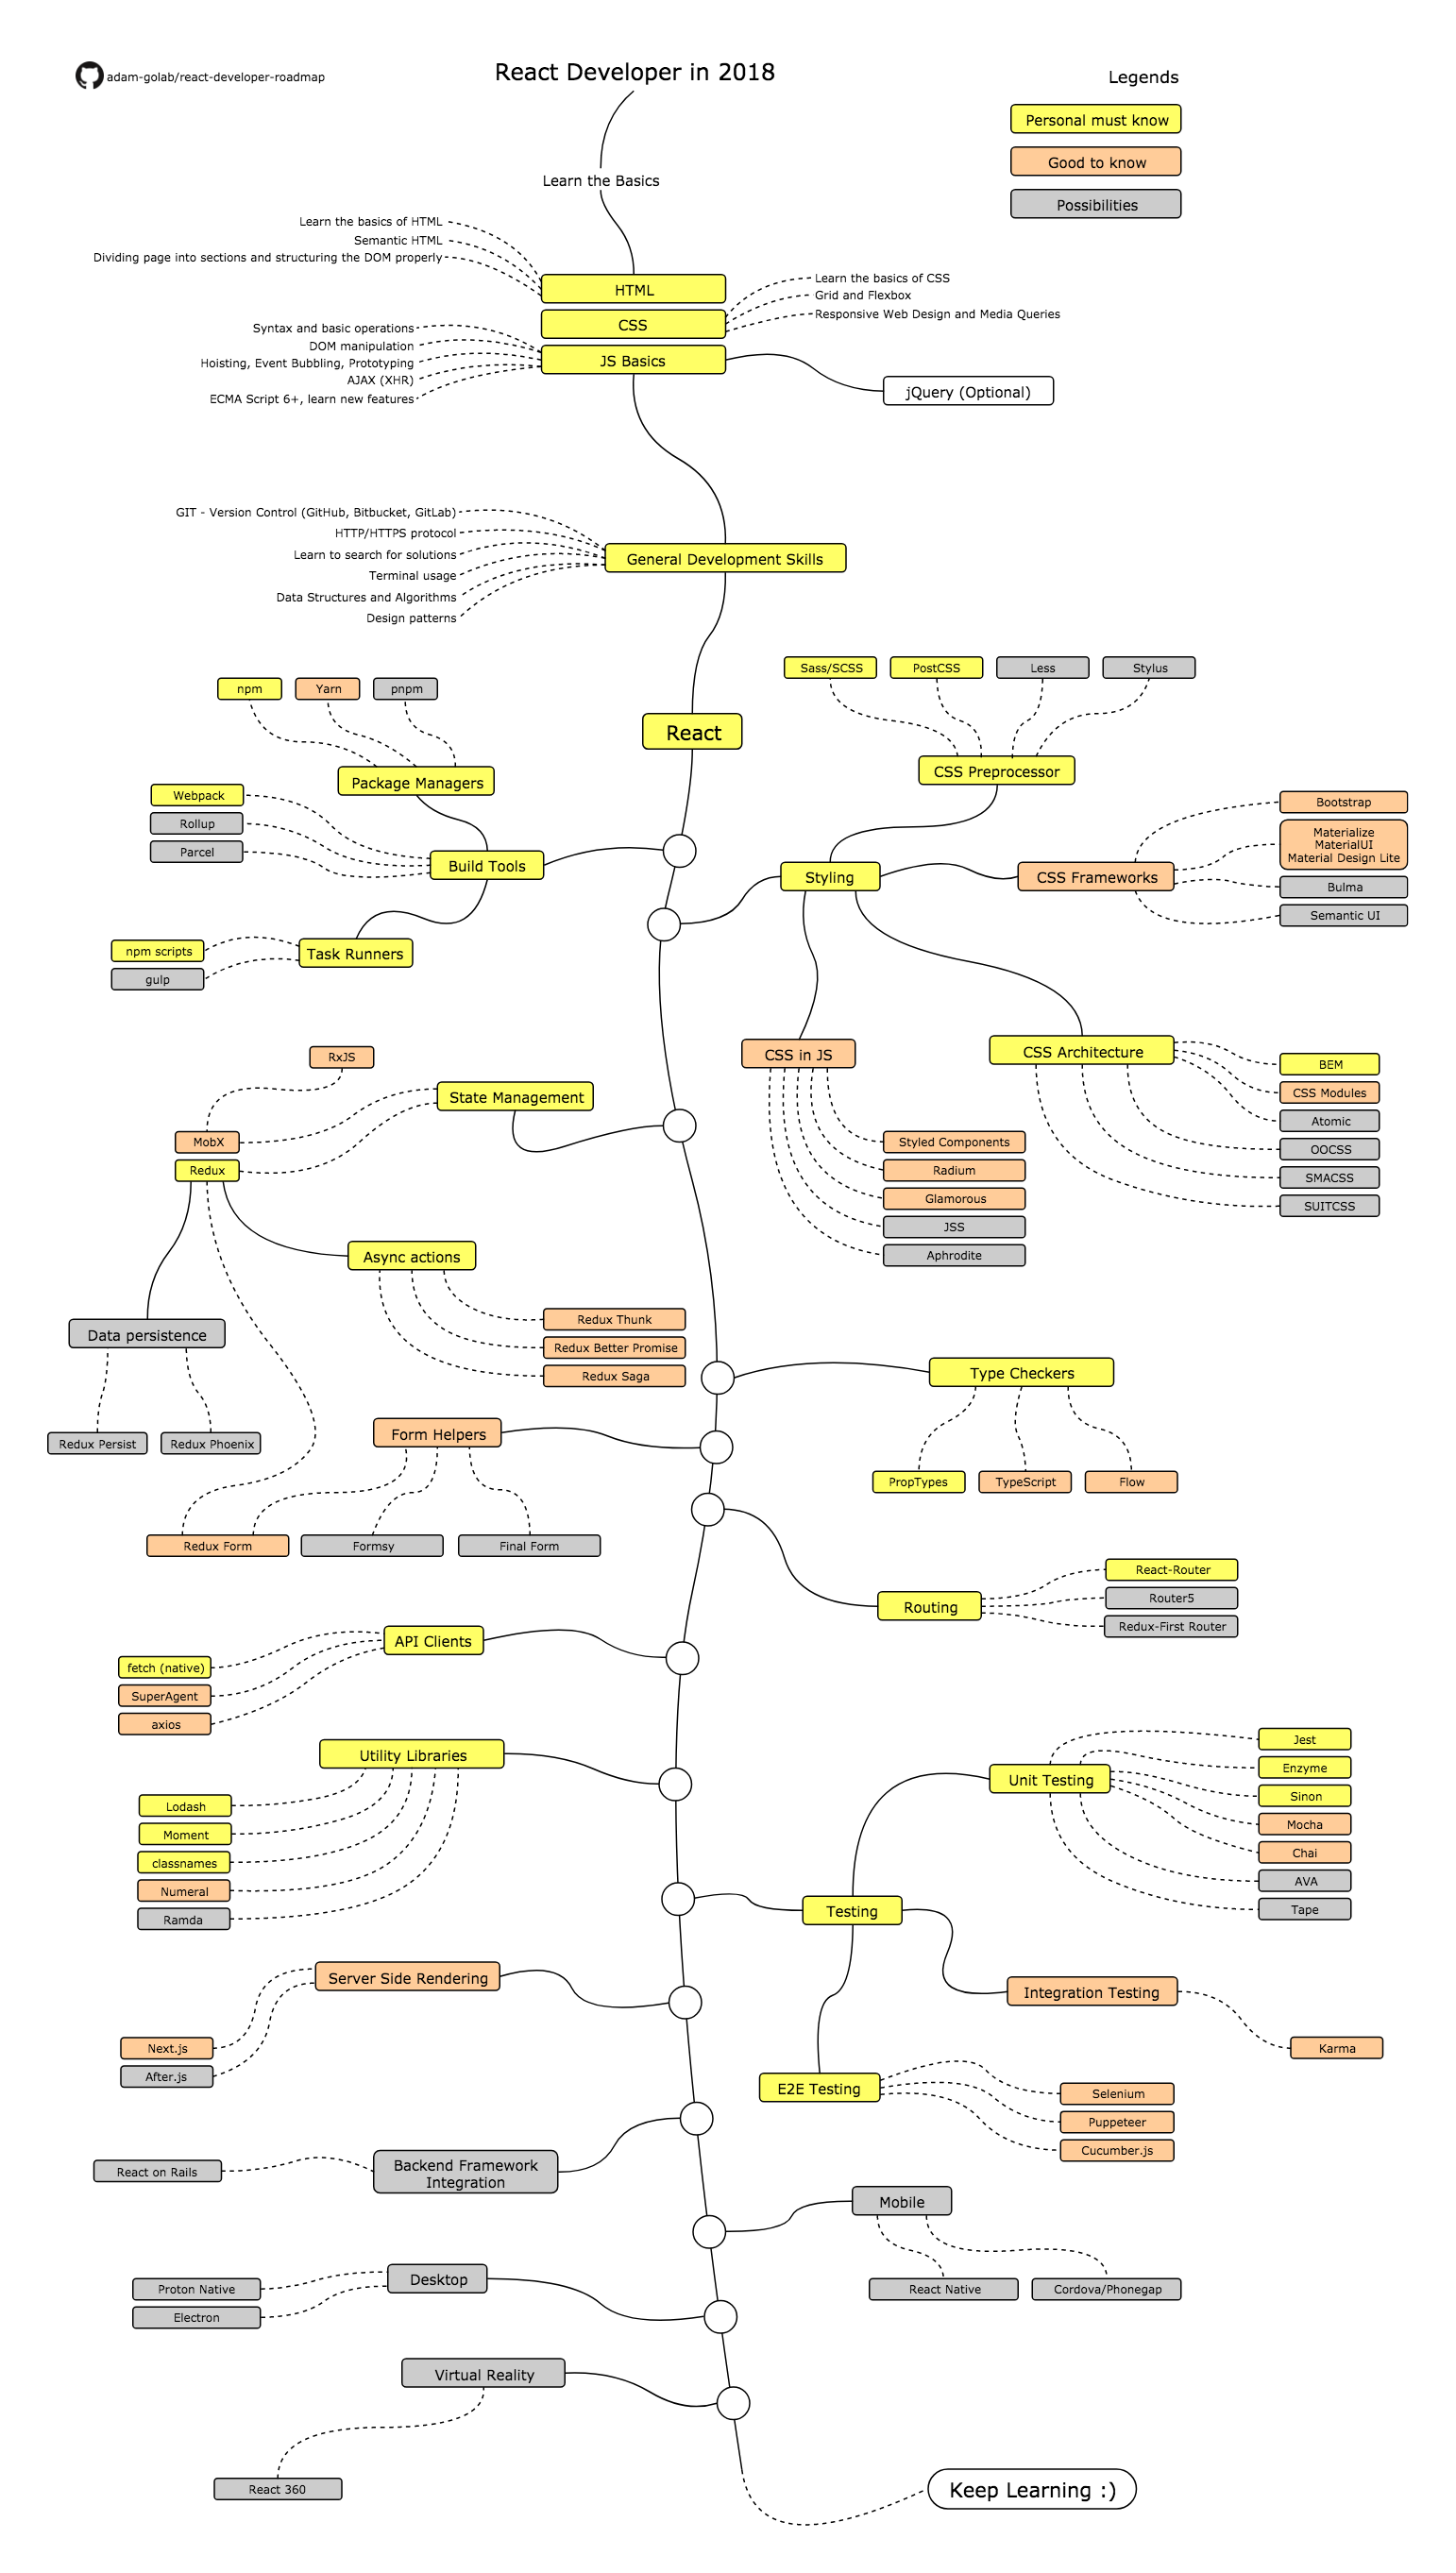 adam-golab/react-developer-roadmap
React Developer in 2018
Legends
Personal must know
Good to know
Possibilities
Learn the Basics
Learn the basics of HTML
Semantic HTML
Dividing page into sections and structuring the DOM properly
HTML
CSS
JS Basics
Learn the basics of CSS
Grid and Flexbox
Responsive Web Design and Media Queries
Syntax and basic operations
DOM manipulation
Hoisting, Event Bubbling, Prototyping
AJAX (XHR)
ECMA Script 6+, learn new features
jQuery (Optional)
GIT - Version Control (GitHub, Bitbucket, GitLab)
HTTP/HTTPS protocol
Learn to search for solutions
Terminal usage
Data Structures and Algorithms
Design patterns
General Development Skills
React
npm
Yarn
pnpm
Package Managers
Webpack
Rollup
Parcel
Build Tools
npm scripts
gulp
Task Runners
Sass/SCSS
PostCSS
Less
Stylus
CSS Preprocessor
Styling
CSS Frameworks
Bootstrap
Materialize
MaterialUI
Material Design Lite
Bulma
Semantic UI
CSS in JS
Styled Components
Radium
Glamorous
JSS
Aphrodite
CSS Architecture
BEM
CSS Modules
Atomic
OOCSS
SMACSS
SUITCSS
RxJS
State Management
MobX
Redux
Async actions
Redux Thunk
Redux Better Promise
Redux Saga
Data persistence
Redux Persist
Redux Phoenix
Type Checkers
PropTypes
TypeScript
Flow
Form Helpers
Redux Form
Formsy
Final Form
Routing
React-Router
Router5
Redux-First Router
API Clients
fetch (native)
SuperAgent
axios
Utility Libraries
Lodash
Moment
classnames
Numeral
Ramda
Unit Testing
Jest
Enzyme
Sinon
Mocha
Chai
AVA
Tape
Testing
Integration Testing
Karma
E2E Testing
Selenium
Puppeteer
Cucumber.js
Server Side Rendering
Next.js
After.js
Backend Framework
Integration
React on Rails
Mobile
React Native
Cordova/Phonegap
Desktop
Proton Native
Electron
Virtual Reality
React 360
Keep Learning :)